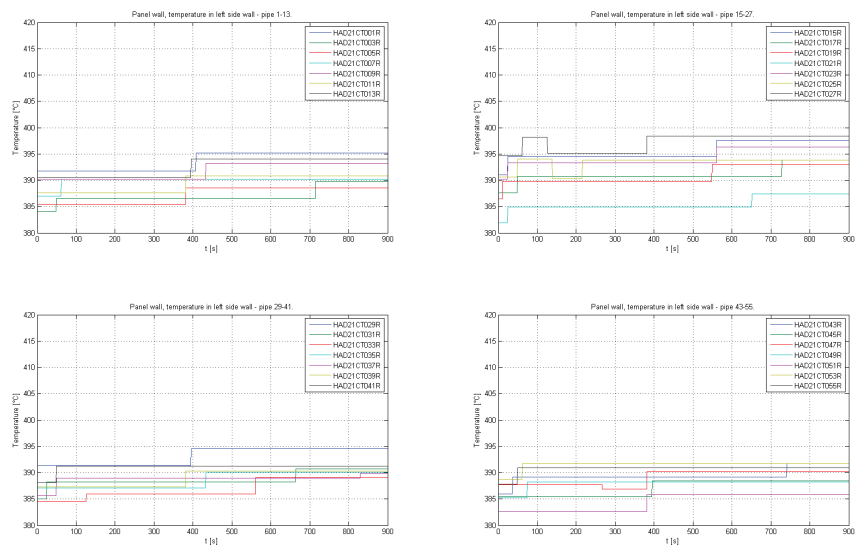 Panel wall, temperature in left side wall - pipe 1-13.
420
415
410
405
400
395
390
385
380
Temperature [°C]
0 100 200 300 400 500 600 700 800 900
t [s]
HAD21CT001R
HAD21CT003R
HAD21CT005R
HAD21CT007R
HAD21CT009R
HAD21CT011R
HAD21CT013R
Panel wall, temperature in left side wall - pipe 15-27.
420
415
410
405
400
395
390
385
380
Temperature [°C]
0 100 200 300 400 500 600 700 800 900
t [s]
HAD21CT015R
HAD21CT017R
HAD21CT019R
HAD21CT021R
HAD21CT023R
HAD21CT025R
HAD21CT027R
Panel wall, temperature in left side wall - pipe 29-41.
420
415
410
405
400
395
390
385
380
Temperature [°C]
0 100 200 300 400 500 600 700 800 900
t [s]
HAD21CT029R
HAD21CT031R
HAD21CT033R
HAD21CT035R
HAD21CT037R
HAD21CT039R
HAD21CT041R
Panel wall, temperature in left side wall - pipe 43-55.
420
415
410
405
400
395
390
385
380
Temperature [°C]
0 100 200 300 400 500 600 700 800 900
t [s]
HAD21CT043R
HAD21CT045R
HAD21CT047R
HAD21CT049R
HAD21CT051R
HAD21CT053R
HAD21CT055R